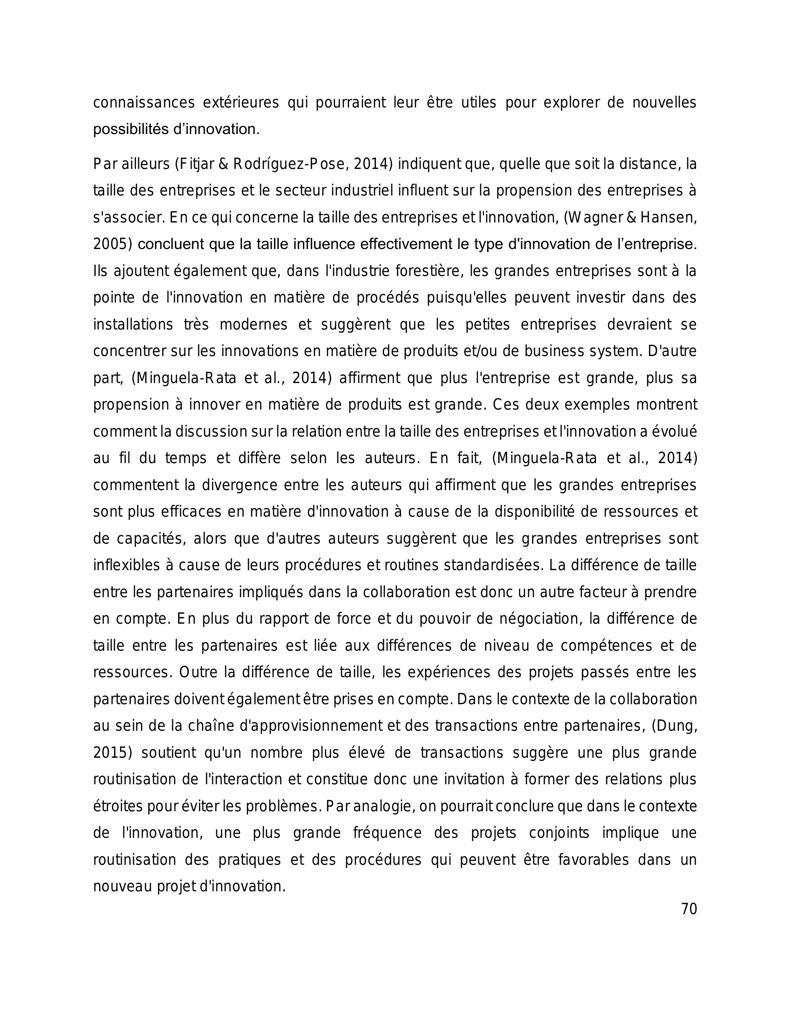 connaissances extérieures qui pourraient leur être utiles pour explorer de nouvelles
possibilités d’innovation.
Par ailleurs (Fitjar & Rodríguez-Pose, 2014) indiquent que, quelle que soit la distance, la
taille des entreprises et le secteur industriel influent sur la propension des entreprises à
s'associer. En ce qui concerne la taille des entreprises et l'innovation, (Wagner & Hansen,
2005) concluent que la taille influence effectivement le type d'innovation de l’entreprise.
Ils ajoutent également que, dans l'industrie forestière, les grandes entreprises sont à la
pointe de l'innovation en matière de procédés puisqu'elles peuvent investir dans des
installations très modernes et suggèrent que les petites entreprises devraient se
concentrer sur les innovations en matière de produits et/ou de business system. D'autre
part, (Minguela-Rata et al., 2014) affirment que plus l'entreprise est grande, plus sa
propension à innover en matière de produits est grande. Ces deux exemples montrent
comment la discussion sur la relation entre la taille des entreprises et l'innovation a évolué
au fil du temps et diffère selon les auteurs. En fait, (Minguela-Rata et al., 2014)
commentent la divergence entre les auteurs qui affirment que les grandes entreprises
sont plus efficaces en matière d'innovation à cause de la disponibilité de ressources et
de capacités, alors que d'autres auteurs suggèrent que les grandes entreprises sont
inflexibles à cause de leurs procédures et routines standardisées. La différence de taille
entre les partenaires impliqués dans la collaboration est donc un autre facteur à prendre
en compte. En plus du rapport de force et du pouvoir de négociation, la différence de
taille entre les partenaires est liée aux différences de niveau de compétences et de
ressources. Outre la différence de taille, les expériences des projets passés entre les
partenaires doivent également être prises en compte. Dans le contexte de la collaboration
au sein de la chaîne d'approvisionnement et des transactions entre partenaires, (Dung,
2015) soutient qu'un nombre plus élevé de transactions suggère une plus grande
routinisation de l'interaction et constitue donc une invitation à former des relations plus
étroites pour éviter les problèmes. Par analogie, on pourrait conclure que dans le contexte
de l'innovation, une plus grande fréquence des projets conjoints implique une
routinisation des pratiques et des procédures qui peuvent être favorables dans un
nouveau projet d'innovation.
70